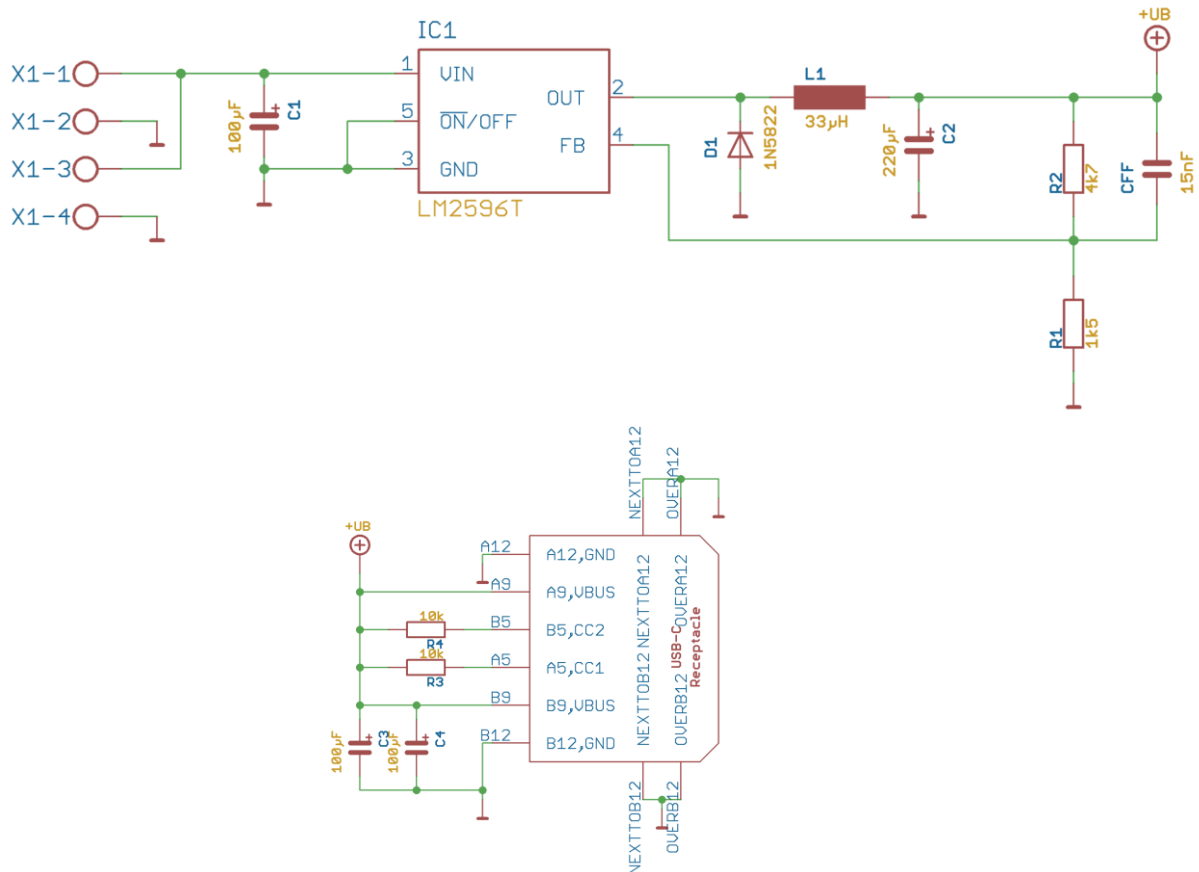 IC1
X1-1
X1-2
X1-3
X1-4
100µF
C1
1
VIN
5
ON/OFF
3
GND
OUT
2
FB
4
LM2596T
D1
1N5822
L1
33µH
220µF
C2
+UB
R2
4k7
CFF
15nF
R1
1k5
NEXTTOA12
OVERA12
+UB
A12
A12,GND
A9
A9,VBUS
10k
R4
B5
B5,CC2
10k
R3
A5
A5,CC1
B9
B9,VBUS
B12
B12,GND
100µF
C3
100µF
C4
NEXTTOA12
OVERA12
NEXTTOB12
OVERB12
USB-C
Receptacle
NEXTTOB12
OVERB12